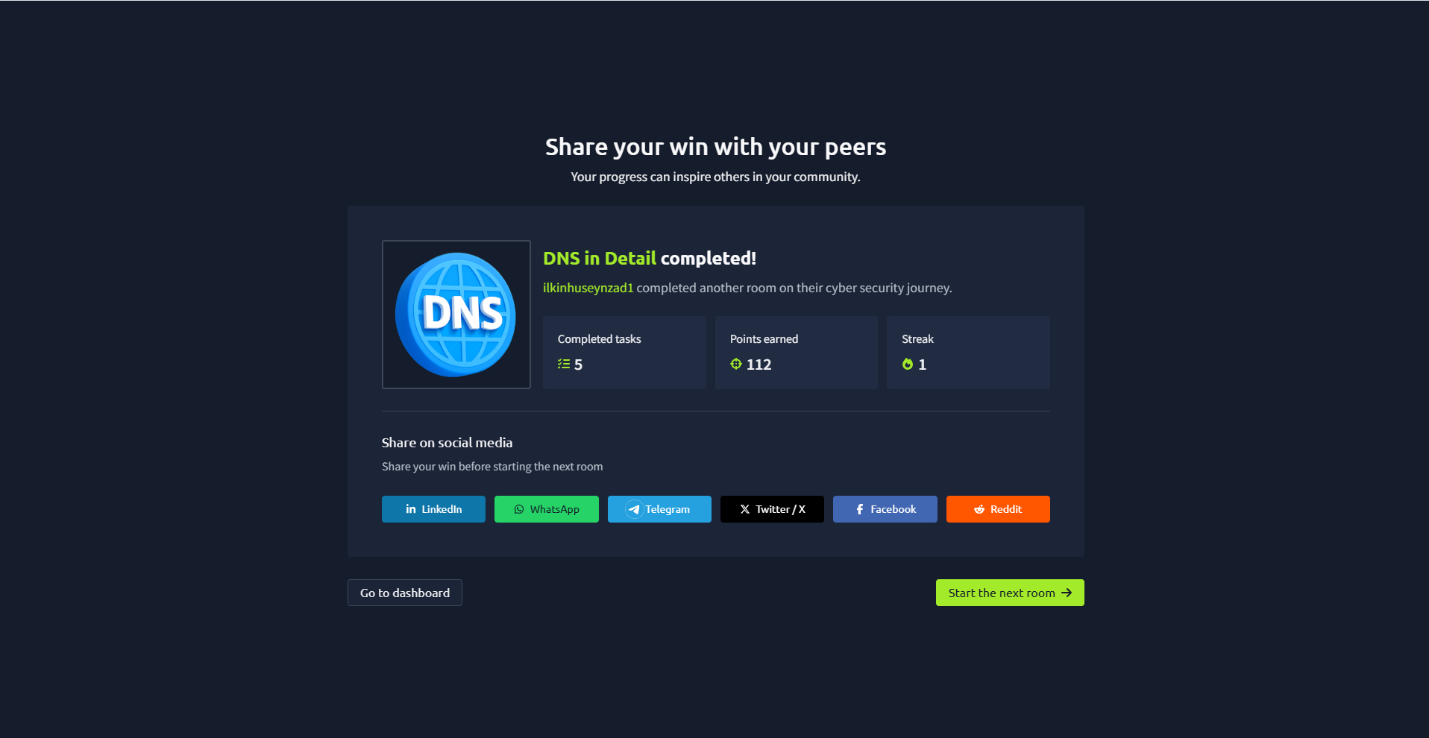 Share your win with your peers
Your progress can inspire others in your community.
DNS
DNS in Detail completed!
ilkinhuseynzad1 completed another room on their cyber security journey.
Completed tasks
5
Points earned
112
Streak
1
Share on social media
Share your win before starting the next room
LinkedIn
WhatsApp
Telegram
Twitter / X
Facebook
Reddit
Go to dashboard
Start the next room →